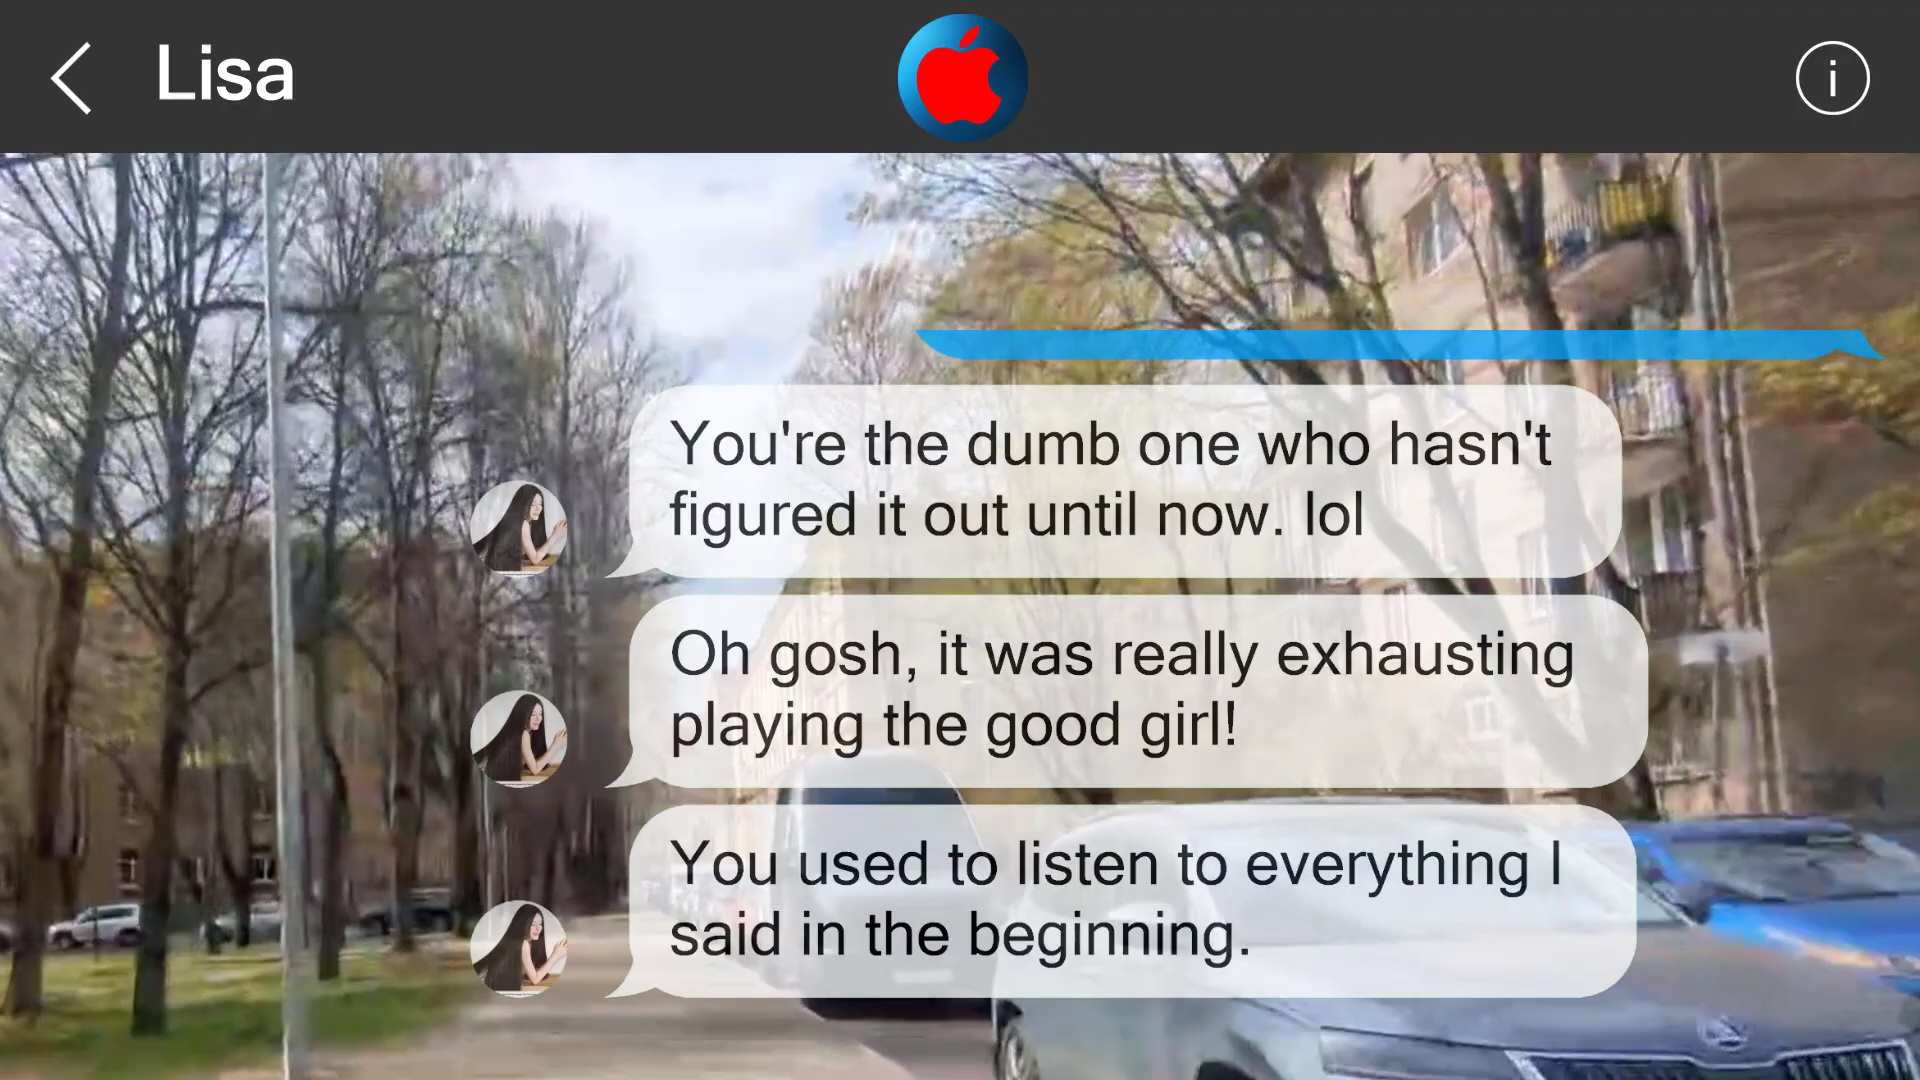 Lisa
You're the dumb one who hasn't
figured it out until now. lol
Oh gosh, it was really exhausting
playing the good girl!
You used to listen to everything I
said in the beginning.